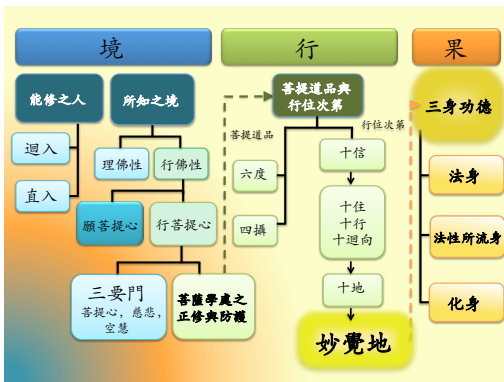 境
行
果
能修之人
所知之境
迴入
直入
理佛性
行佛性
願菩提心
行菩提心
三要門
菩提心，慈悲，
空慧
菩薩學處之
正修與防護
菩提道品與
行位次第
菩提道品
行位次第
六度
四攝
十信
十住
十行
十迴向
十地
妙覺地
三身功德
法身
法性所流身
化身